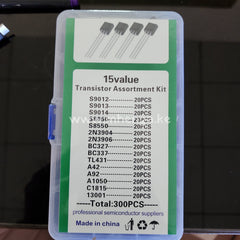 15value
Transistor Assortment Kit
S9012----------20PCS
S9013----------20PCS
S9014----------20PCS
20PCS
S8550----------20PCS
2N3904--------20PCS
2N3906--------20PCS
BC327----------20PCS
BC337----------20PCS
TL431----------20PCS
A42-------------20PCS
A92-------------20PCS
A1050----------20PCS
C1815----------20PCS
13001----------20PCS
-----Total:300PCS-----
professional semiconductor suppliers
Made in china